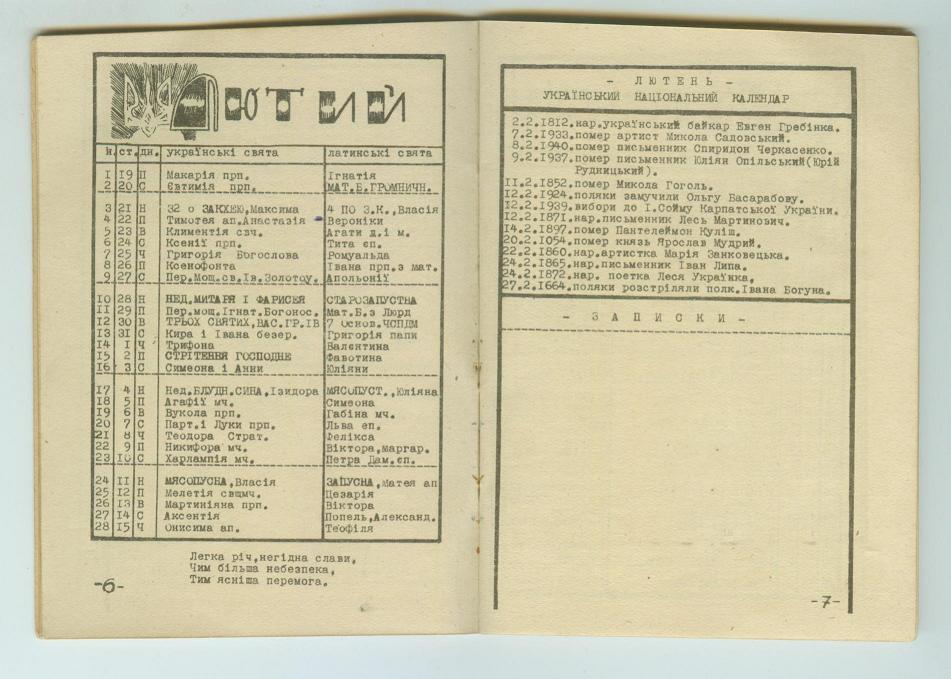 Лютий
н. ст. дн. українські свята латинські свята
1 19 П Макарія прп. Ігнатія
2 20 С Євтимія прп. МАТ.Б.ГРОМНИЧН.
3 21 Н 32 о ЗАКХЕЮ,Максима 4 ПО З.К.,Власія
4 22 П Тимотея ап.Анастазія Вероніки
5 23 В Климентія свч. Агати д.і м.
6 24 С Ксенії прп. Тита еп.
7 25 Ч Григорія Богослова Ромуальда
8 26 П Ксенофонта Івана прп.з мат.
9 27 С Пер.Мощ.св.Ів.Золотоу. Апольонії
10 28 Н НЕД.МИТАРЯ І ФАРИСЕЯ СТАРОЗАПУСТНА
11 29 П Пер.мощ.Ігнат.Богонос. Мат.Б.з Люрд
12 30 В ТРЬОХ СВЯТИХ,ВАС.ГР.ІВ 7 основ.ЧСПДМ
13 31 С Кира і Івана безер. Григорія папи
14 1 Ч Трифона Валентина
15 2 П СТРІТЕННЯ ГОСПОДНЕ Фавотина
16 3 С Симеона і Анни Юліяни
17 4 Н Нед.БЛУДН.СИНА,Ізидора МЯСОПУСТ.,Юліяна
18 5 П Агафії мч. Симеона
19 6 В Вукола прп. Габіна мч.
20 7 С Парт.і Луки прп. Льва еп.
21 8 Ч Теодора Страт. Фелікса
22 9 П Никифора мч. Віктора,маргар.
23 10 С Харлампія мч. Петра Дам.еп.
24 11 Н МЯСОПУСНА,Власія ЗАПУСНА,Матея ап
25 12 П Мелетія свщмч. Цезарія
26 13 В Мартиніяна прп. Віктора
27 14 С Аксентія Попель,Александ.
28 15 Ч Онисима ап. Теофіля
Легка річ,негідна слави,
Чим більша небезпека,
Тим ясніша перемога.
-6-
- ЛЮТЕНЬ -
УКРАЇНСЬКИЙ НАЦІОНАЛЬНИЙ КАЛЕНДАР
2.2.1812.нар.український байкар Евген Гребінка.
7.2.1933.помер артист Микола Садовський.
8.2.1940.помер письменник Спиридон Черкасенко.
9.2.1937.помер письменник Юліян Опільський(Юрій
Рудницький).
11.2.1852.помер Микола Гоголь.
12.2.1924.поляки замучили Ольгу Басарабову.
12.2.1939.вибори до І.Сойму Карпатської України.
12.2.1871.нар.письменник Лесь Мартович.
14.2.1897.помер Пантелеймон Куліш.
20.2.1054.помер князь Ярослав Мудрий.
22.2.1860.нар.артистка Марія Занковецька.
24.2.1865.нар.письменник Іван Липа.
24.2.1872.нар. поетка Леся Українка.
27.2.1664.поляки розстріляли полк.Івана Богуна.
- ЗАПИСКИ -
-7-